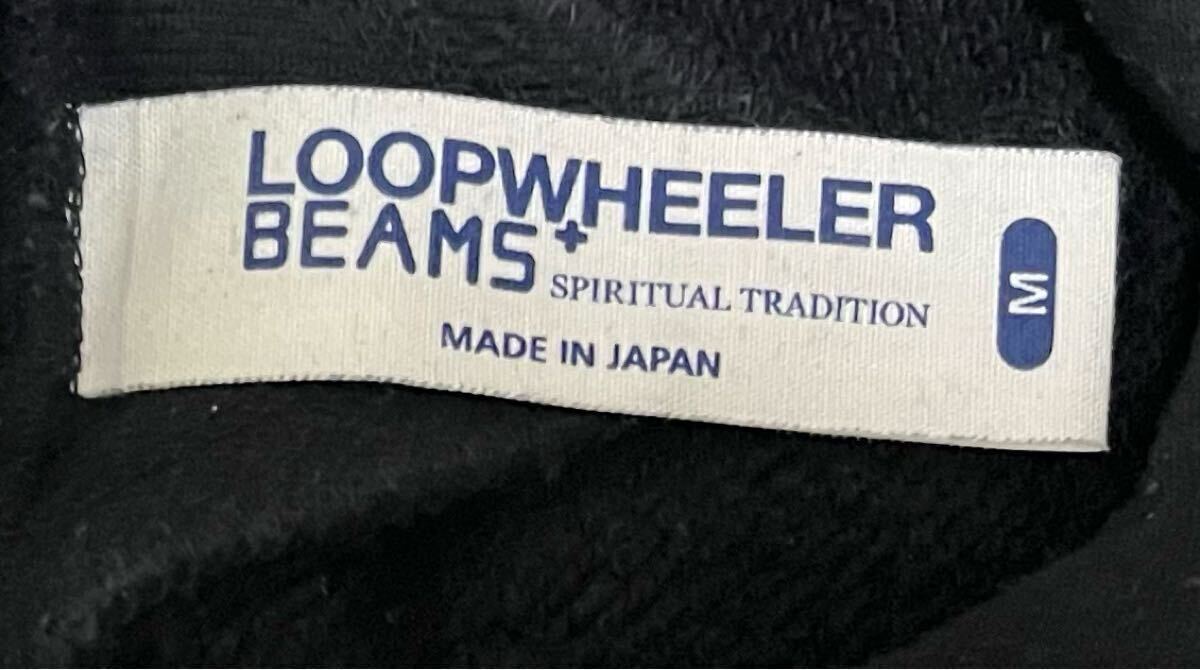 LOOPWHEELER
BEAMS+
SPIRITUAL TRADITION
MADE IN JAPAN
M